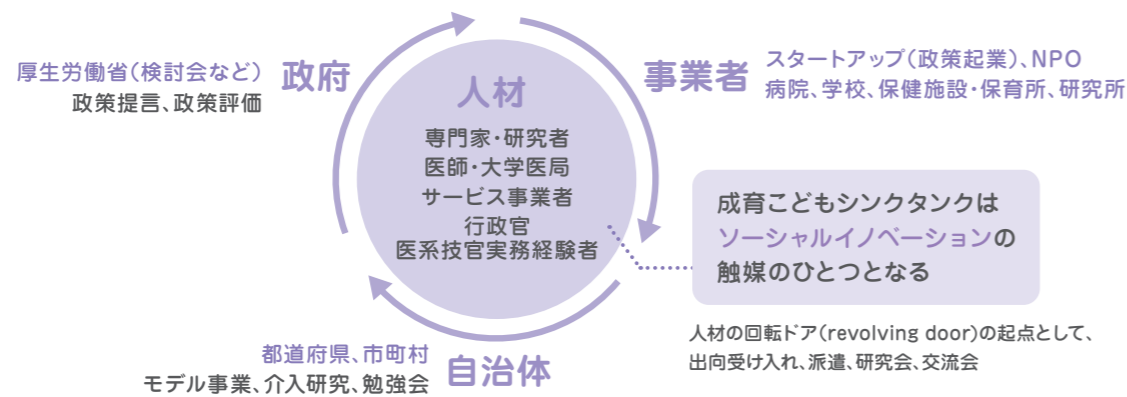 厚生労働省(検討会など)
政策提言、政策評価
政府
人材
専門家・研究者
医師・大学医局
サービス事業者
行政官
医系技官実務経験者
事業者
スタートアップ(政策起業)、NPO
病院、学校、保健施設・保育所、研究所
成育こどもシンクタンクは
ソーシャルイノベーションの
触媒のひとつとなる
人材の回転ドア(revolving door)の起点として、
出向受け入れ、派遣、研究会、交流会
都道府県、市町村
モデル事業、介入研究、勉強会
自治体